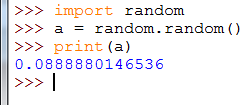 >>> import random
>>> a = random.random()
>>> print(a)
0.0888880146536
>>>